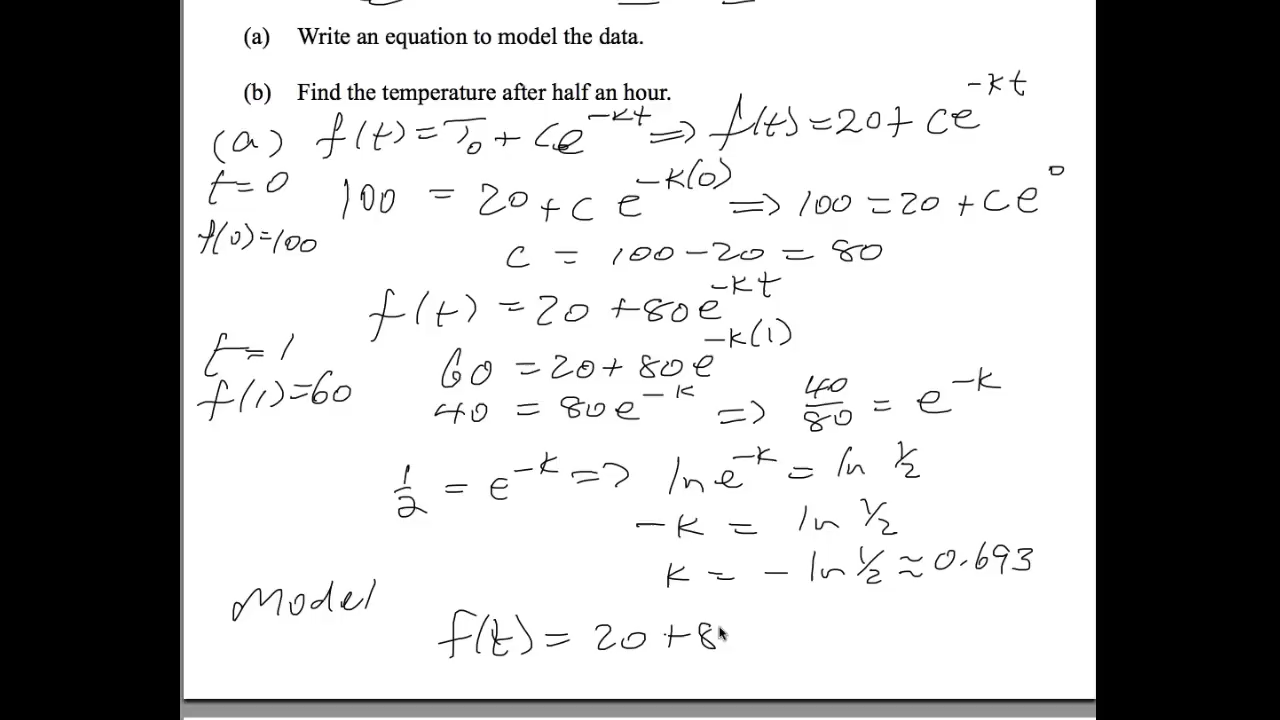 (a) Write an equation to model the data.
(b) Find the temperature after half an hour.
(a) f(t) = T₀ + Ce^(-kt) => f(t) = 20 + Ce^(-kt)
t = 0 100 = 20 + C e^(-k(0)) => 100 = 20 + Ce^0
f(0) = 100
C = 100 - 20 = 80
f(t) = 20 + 80e^(-kt)
t = 1 60 = 20 + 80e^(-k(1))
f(1) = 60 40 = 80e^(-k) => 40/80 = e^(-k)
1/2 = e^(-k) => ln e^(-k) = ln 1/2
-k = ln 1/2
k = - ln 1/2 ≈ 0.693
Model
f(t) = 20 + 8